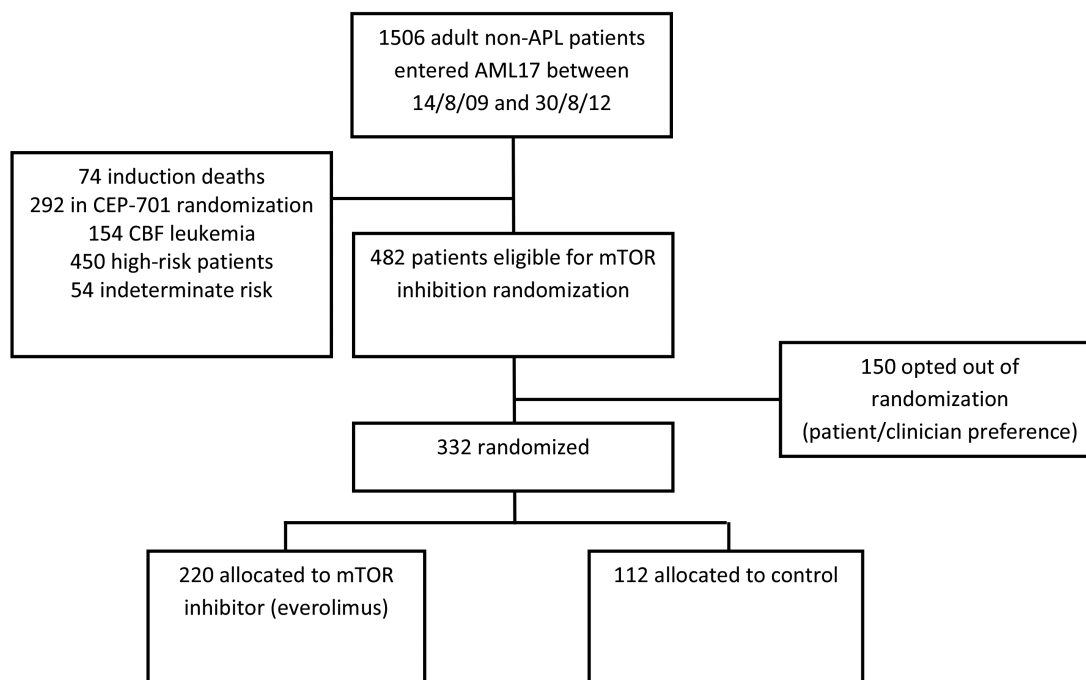 1506 adult non-APL patients
entered AML17 between
14/8/09 and 30/8/12
74 induction deaths
292 in CEP-701 randomization
154 CBF leukemia
450 high-risk patients
54 indeterminate risk
482 patients eligible for mTOR
inhibition randomization
150 opted out of
randomization
(patient/clinician preference)
332 randomized
220 allocated to mTOR
inhibitor (everolimus)
112 allocated to control